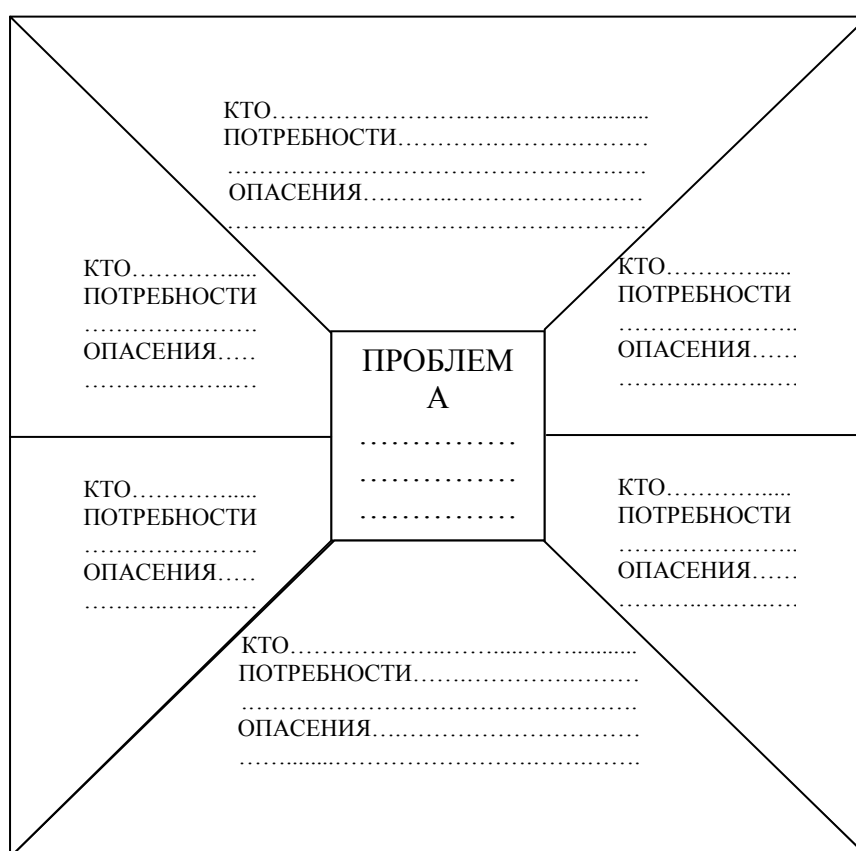 КТО……………………..…..………...........
ПОТРЕБНОСТИ………….……….………
…………………………………….….
ОПАСЕНИЯ….……..……………………
…………………….……………………
КТО………….....
ПОТРЕБНОСТИ
………………….
ОПАСЕНИЯ…..
………..….…..…
КТО………….....
ПОТРЕБНОСТИ
………………...
ОПАСЕНИЯ……
………..….…..….
ПРОБЛЕМ
А
……………
……………
……………
КТО………….....
ПОТРЕБНОСТИ
………………….
ОПАСЕНИЯ…..
………..….…..…
КТО………….....
ПОТРЕБНОСТИ
………………...
ОПАСЕНИЯ……
………..….…..….
КТО………………..……...……...........
ПОТРЕБНОСТИ…….……………..………
………………………………….
ОПАСЕНИЯ….………………………
……........…………………….…….……